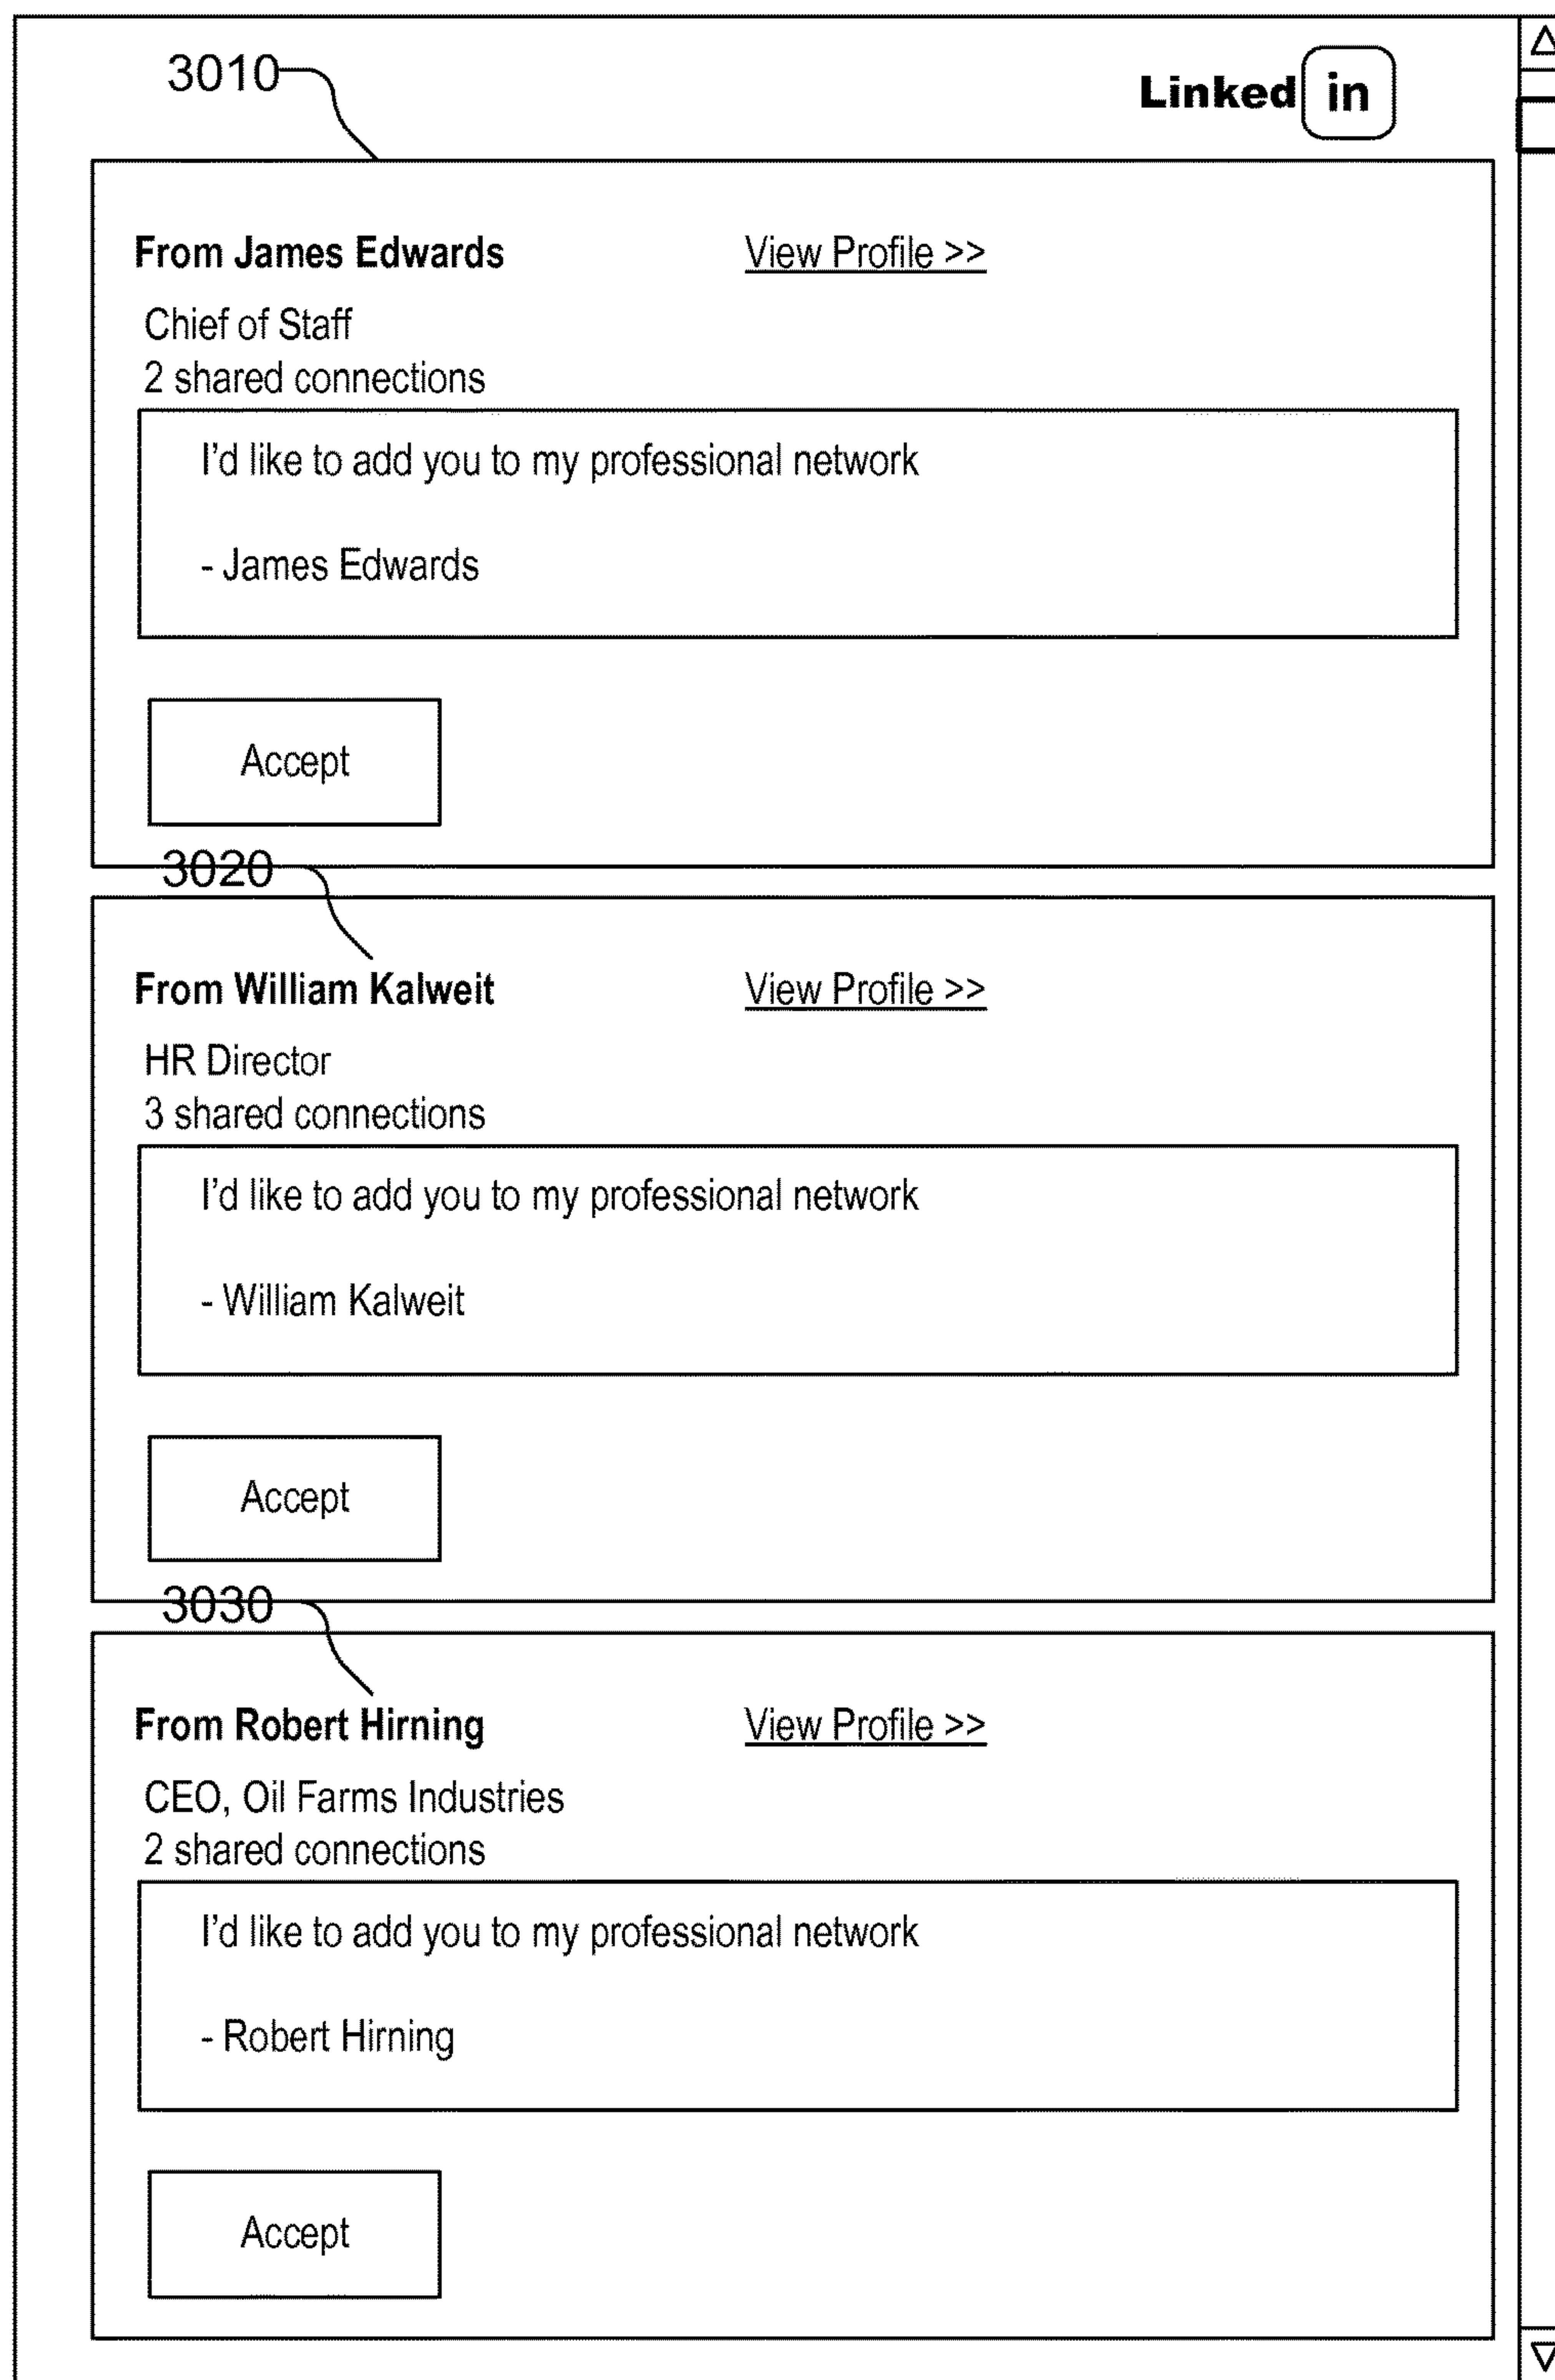 3010
Linked in
From James Edwards View Profile >>
Chief of Staff
2 shared connections
I'd like to add you to my professional network
- James Edwards
Accept
3020
From William Kalweit View Profile >>
HR Director
3 shared connections
I'd like to add you to my professional network
- William Kalweit
Accept
3030
From Robert Hirning View Profile >>
CEO, Oil Farms Industries
2 shared connections
I'd like to add you to my professional network
- Robert Hirning
Accept